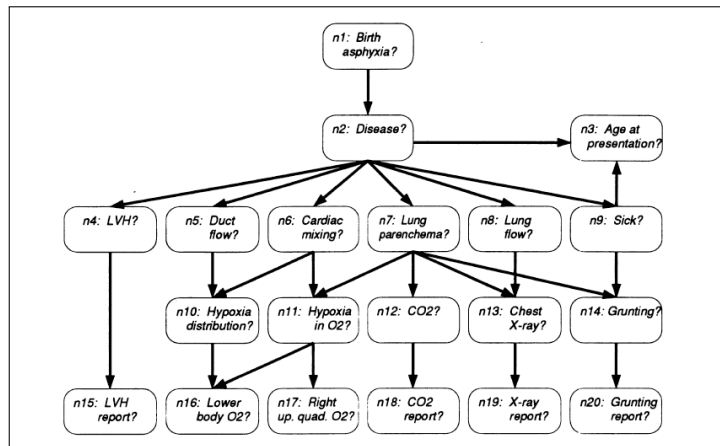 n1: Birth
asphyxia?
n2: Disease?
n3: Age at
presentation?
n4: LVH?
n5: Duct
flow?
n6: Cardiac
mixing?
n7: Lung
parenchema?
n8: Lung
flow?
n9: Sick?
n10: Hypoxia
distribution?
n11: Hypoxia
in O2?
n12: CO2?
n13: Chest
X-ray?
n14: Grunting?
n15: LVH
report?
n16: Lower
body O2?
n17: Right
up. quad. O2?
n18: CO2
report?
n19: X-ray
report?
n20: Grunting
report?